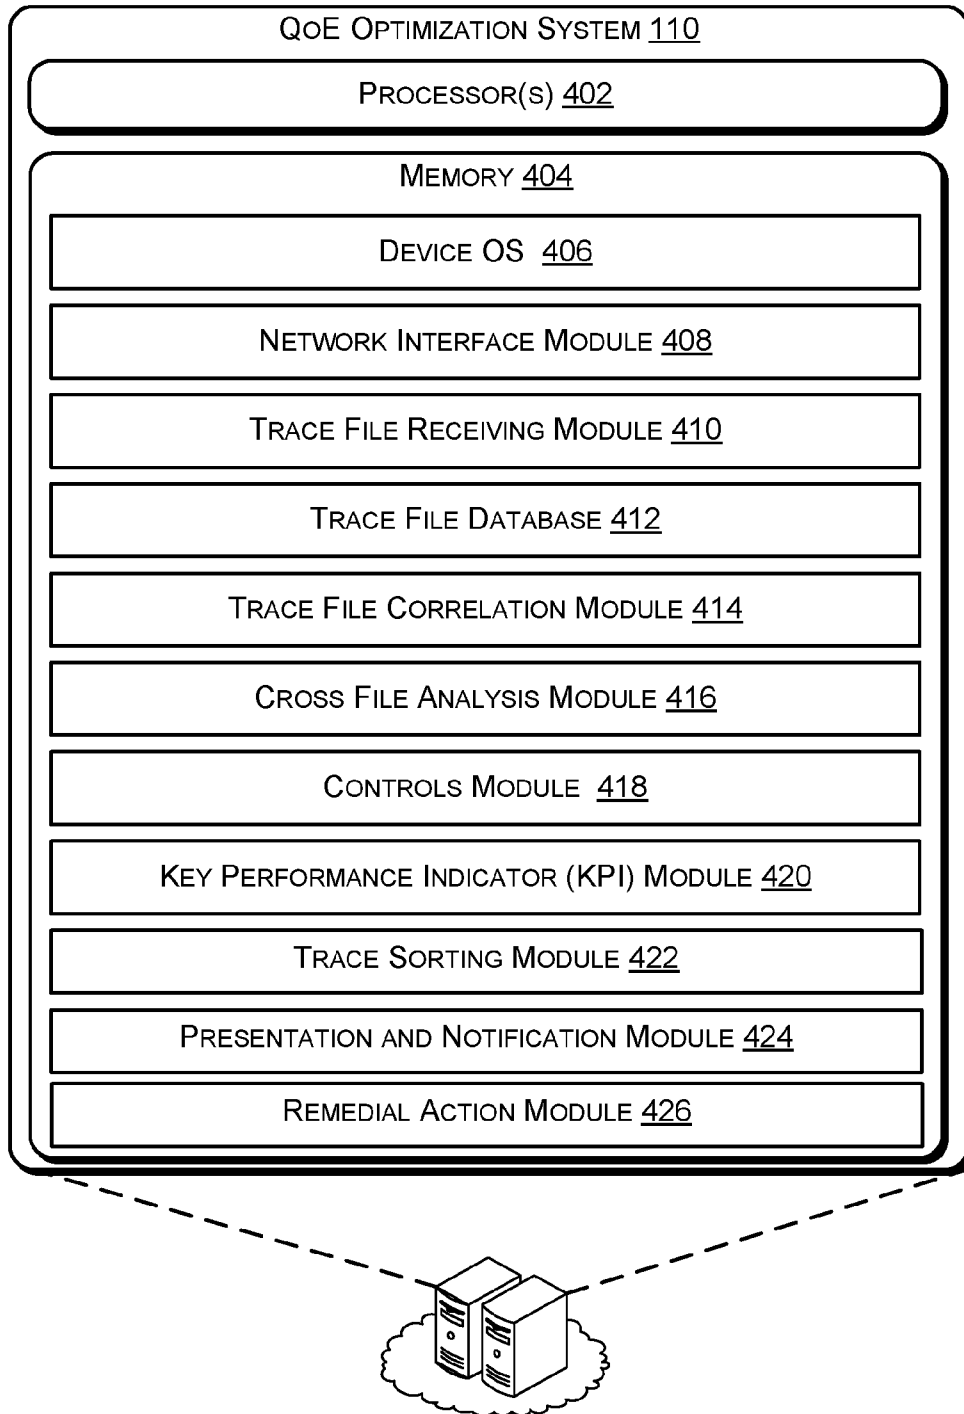 QOE OPTIMIZATION SYSTEM 110
PROCESSOR(S) 402
MEMORY 404
DEVICE OS 406
NETWORK INTERFACE MODULE 408
TRACE FILE RECEIVING MODULE 410
TRACE FILE DATABASE 412
TRACE FILE CORRELATION MODULE 414
CROSS FILE ANALYSIS MODULE 416
CONTROLS MODULE 418
KEY PERFORMANCE INDICATOR (KPI) MODULE 420
TRACE SORTING MODULE 422
PRESENTATION AND NOTIFICATION MODULE 424
REMEDIAL ACTION MODULE 426